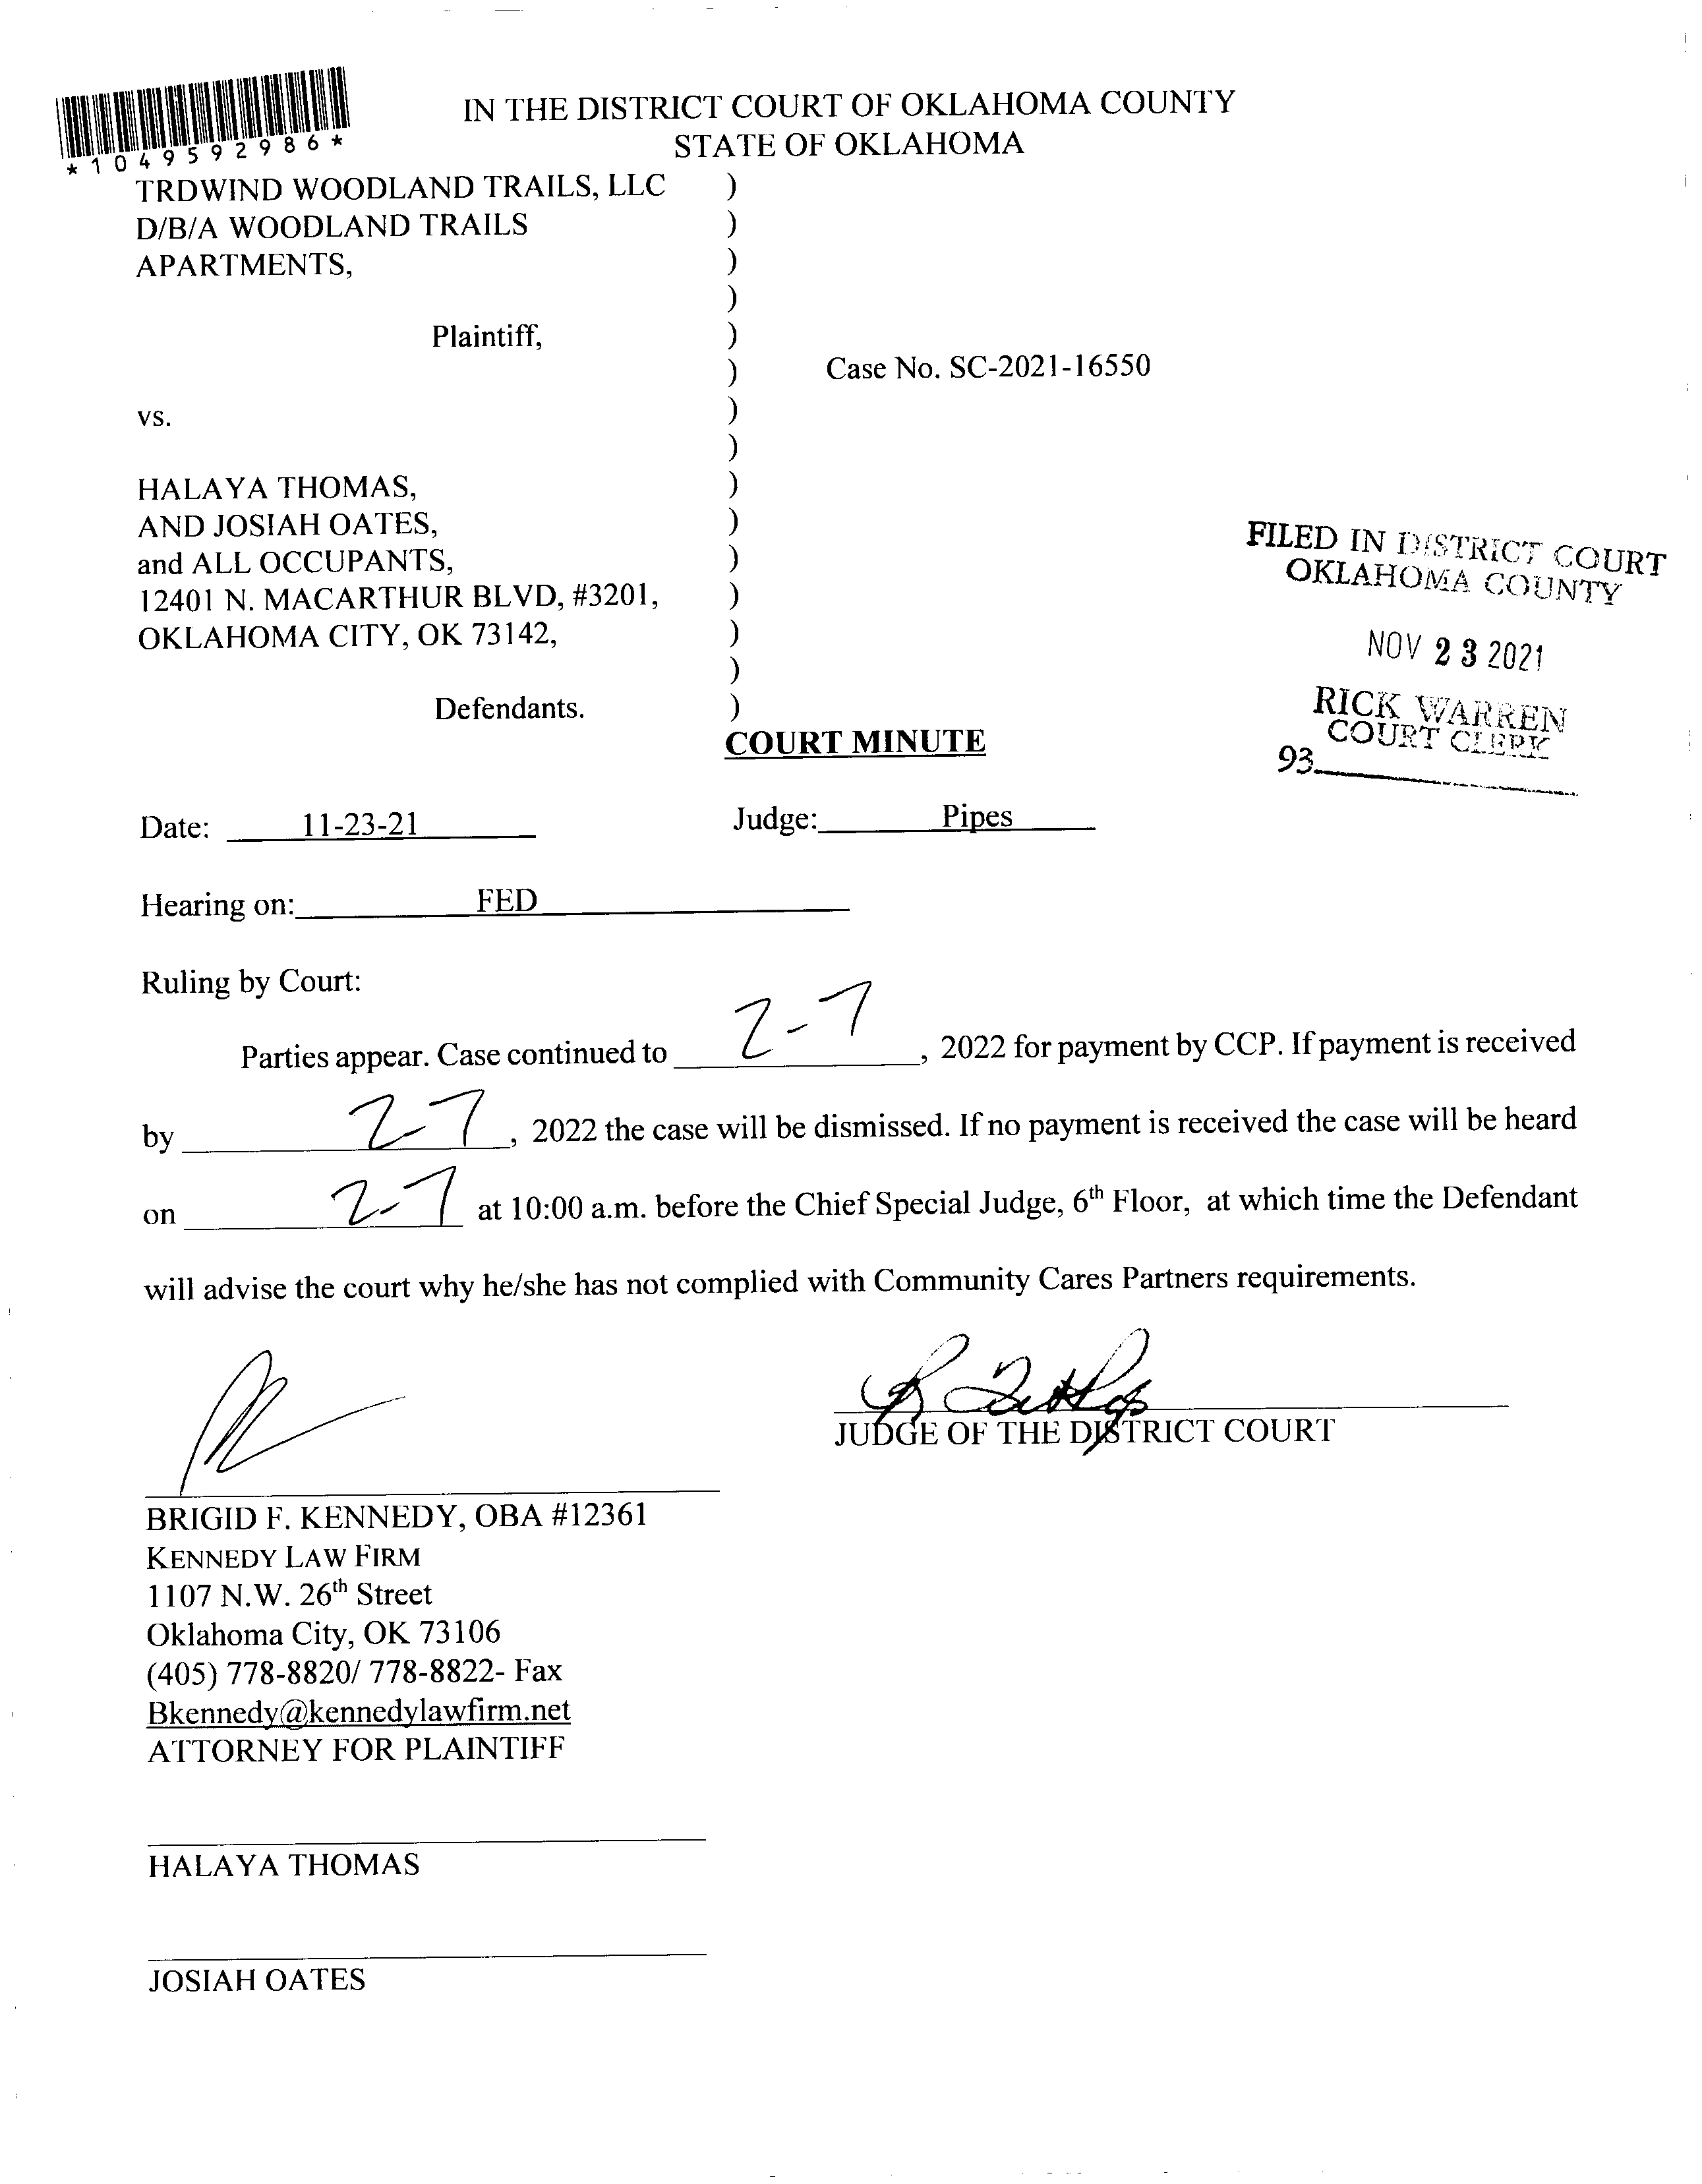 IN THE DISTRICT COURT OF OKLAHOMA COUNTY
STATE OF OKLAHOMA
*1049592986*
TRDWIND WOODLAND TRAILS, LLC )
D/B/A WOODLAND TRAILS )
APARTMENTS, )
)
Plaintiff, )
) Case No. SC-2021-16550
vs. )
)
HALAYA THOMAS, )
AND JOSIAH OATES, )
and ALL OCCUPANTS, )
12401 N. MACARTHUR BLVD, #3201, )
OKLAHOMA CITY, OK 73142, )
)
Defendants. )
FILED IN DISTRICT COURT
OKLAHOMA COUNTY
NOV 23 2021
RICK WARREN
COURT CLERK
93
COURT MINUTE
Date: 11-23-21 Judge: Pipes
Hearing on: FED
Ruling by Court:
Parties appear. Case continued to 2-7, 2022 for payment by CCP. If payment is received
by 2-7, 2022 the case will be dismissed. If no payment is received the case will be heard
on 2-7 at 10:00 a.m. before the Chief Special Judge, 6th Floor, at which time the Defendant
will advise the court why he/she has not complied with Community Cares Partners requirements.
JUDGE OF THE DISTRICT COURT
BRIGID F. KENNEDY, OBA #12361
KENNEDY LAW FIRM
1107 N.W. 26th Street
Oklahoma City, OK 73106
(405) 778-8820/ 778-8822- Fax
Bkennedy@kennedylawfirm.net
ATTORNEY FOR PLAINTIFF
HALAYA THOMAS
JOSIAH OATES